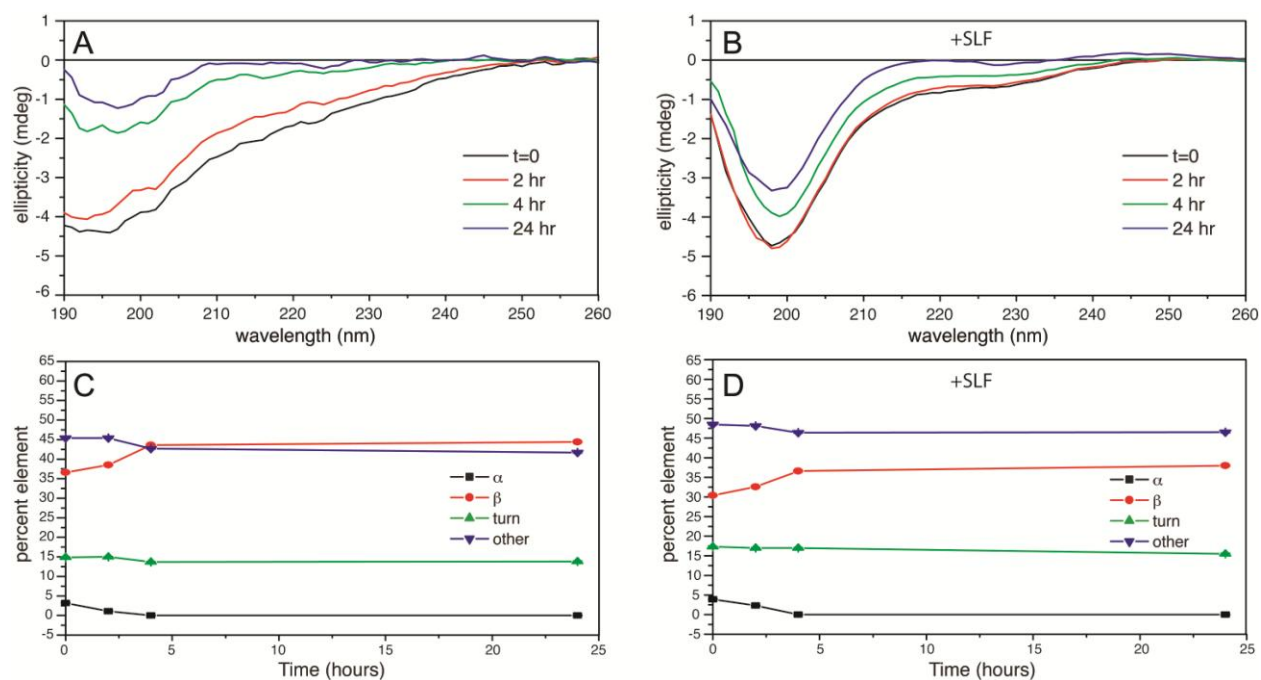 A
1
0
-1
-2
-3
-4
-5
-6
ellipticity (mdeg)
t=0
2 hr
4 hr
24 hr
190 200 210 220 230 240 250 260
wavelength (nm)
B
+SLF
1
0
-1
-2
-3
-4
-5
-6
ellipticity (mdeg)
t=0
2 hr
4 hr
24 hr
190 200 210 220 230 240 250 260
wavelength (nm)
C
65
60
55
50
45
40
35
30
25
20
15
10
5
0
-5
percent element
α
β
turn
other
0 5 10 15 20 25
Time (hours)
D
+SLF
65
60
55
50
45
40
35
30
25
20
15
10
5
0
-5
percent element
α
β
turn
other
0 5 10 15 20 25
Time (hours)